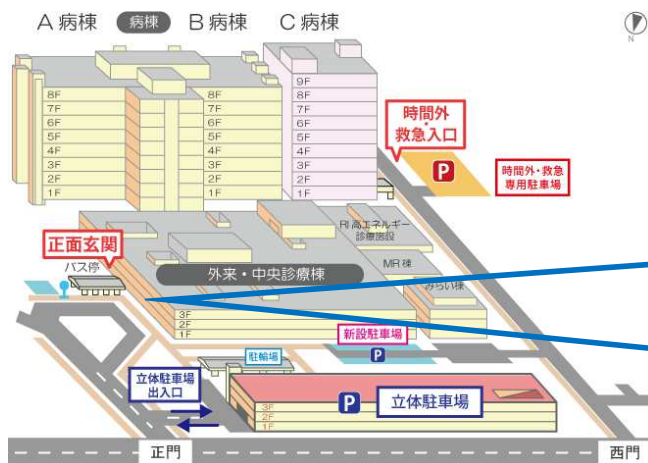 A 病棟 病棟 B 病棟 C 病棟
N
9F
8F
7F
6F
5F
4F
3F
2F
1F
8F
7F
6F
5F
4F
3F
2F
1F
8F
7F
6F
5F
4F
3F
2F
1F
時間外・
救急入口
P
時間外・救急
専用駐車場
RI高エネルギー
診療施設
MR 棟
みらい棟
正面玄関
バス停
外来・中央診療棟
3F
2F
1F
新設駐車場
P
駐輪場
立体駐車場
出入口
P 立体駐車場
3F
2F
1F
正門
西門